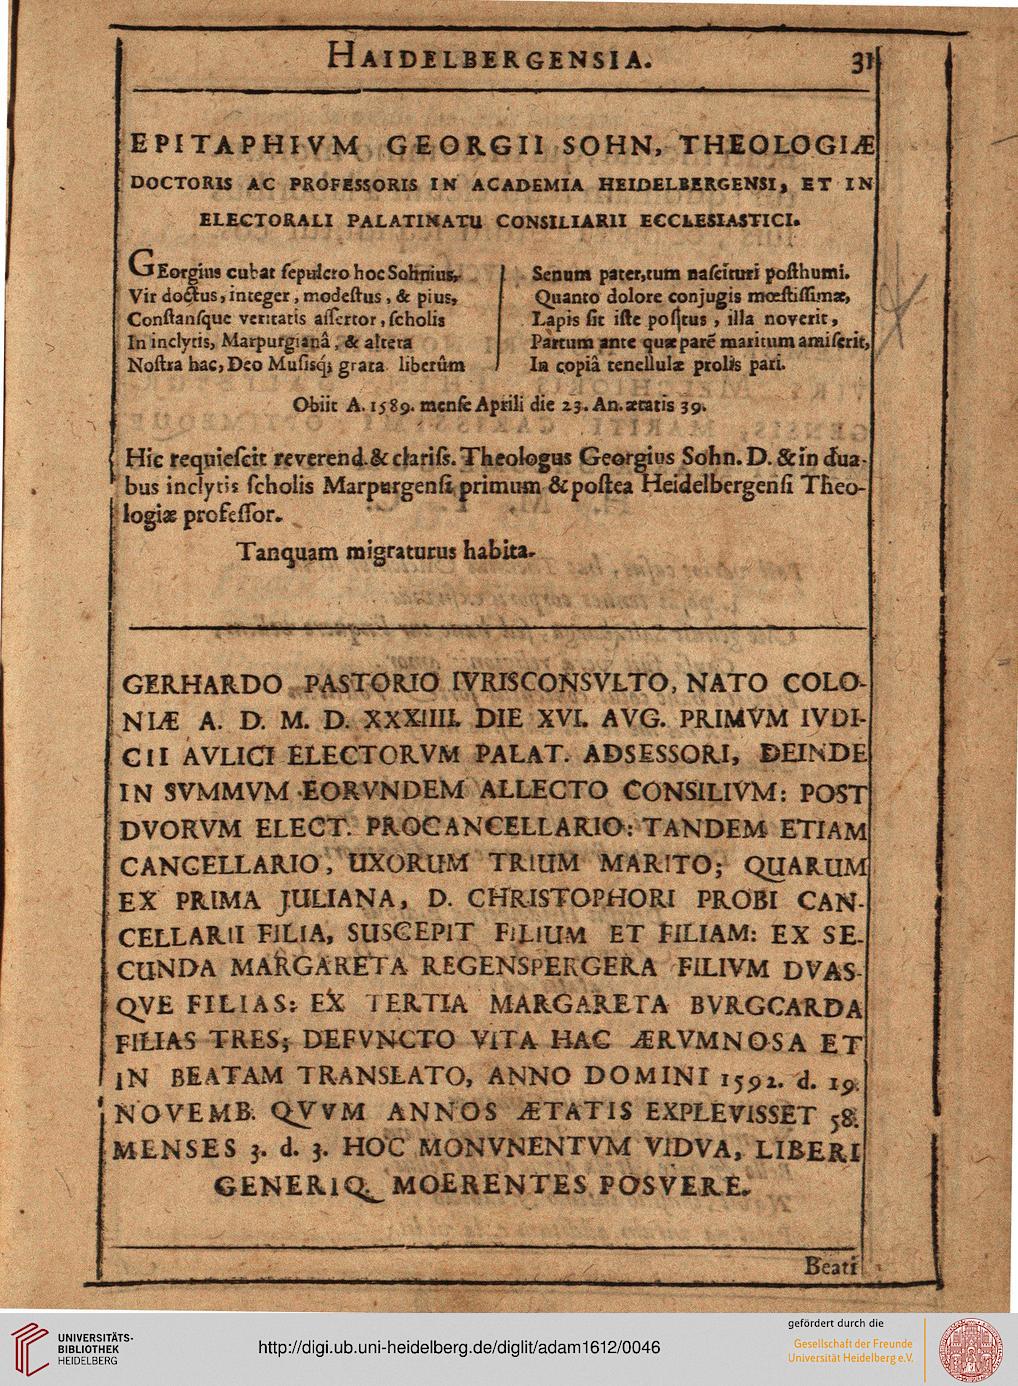 HAIDELBERGENSIA. 31
EPITAPHIVM GEORGII SOHN, THEOLOGIÆ
DOCTORIS AC PROFESSORIS IN ACADEMIA HEIDELBERGENSI, ET IN
ELECTORALI PALATINATU CONSILIARII ECCLESIASTICI.
GEorgius cubat sepulcro hoc Sohnius,
Vir doctus, integer, modestus, & pius,
Constansque veritatis assertor, scholis
In inclytis, Marpurgianâ, & altera
Nostra hac, Deo Musisq́; grata liberûm
Senum pater, tum nascituri posthumi.
Quanto dolore conjugis mœstissimæ,
Lapis sit iste positus, illa noverit,
Partum ante quæ parẽ maritum amiserit,
In copiâ tenellulæ prolis pari.
Obiit A. 1589. mense Aprili die 23. An. ætatis 39.
Hic requiescit reverend. & clariss. Theologus Georgius Sohn. D. & in dua-
bus inclytis scholis Marpurgensi primum & postea Heidelbergensi Theo-
logiæ professor.
Tanquam migraturus habita.
GERHARDO PASTORIO IVRISCONSVLTO, NATO COLO-
NIÆ A. D. M. D. XXXIIII. DIE XVI. AVG. PRIMVM IVDI-
CII AVLICI ELECTORVM PALAT. ADSESSORI, DEINDE
IN SVMMVM EORVNDEM ALLECTO CONSILIVM: POST
DVORVM ELECT. PROCANCELLARIO: TANDEM ETIAM
CANCELLARIO, UXORUM TRIUM MARITO; QUARUM
EX PRIMA JULIANA, D. CHRISTOPHORI PROBI CAN-
CELLARII FILIA, SUSCEPIT FILIUM ET FILIAM: EX SE-
CUNDA MARGARETA REGENSPERGERA FILIVM DVAS-
QVE FILIAS: EX TERTIA MARGARETA BVRGCARDA
FILIAS TRES; DEFVNCTO VITA HAC ÆRVMNOSA ET
IN BEATAM TRANSLATO, ANNO DOMINI 1592. d. 19.
NOVEMB. QVVM ANNOS ÆTATIS EXPLEVISSET 58.
MENSES 3. d. 3. HOC MONVNENTVM VIDVA, LIBERI
GENERIQ. MOERENTES POSVERE.
Beati
UNIVERSITÄTS-
BIBLIOTHEK
HEIDELBERG
http://digi.ub.uni-heidelberg.de/diglit/adam1612/0046
gefördert durch die
Gesellschaft der Freunde
Universität Heidelberg e.V.